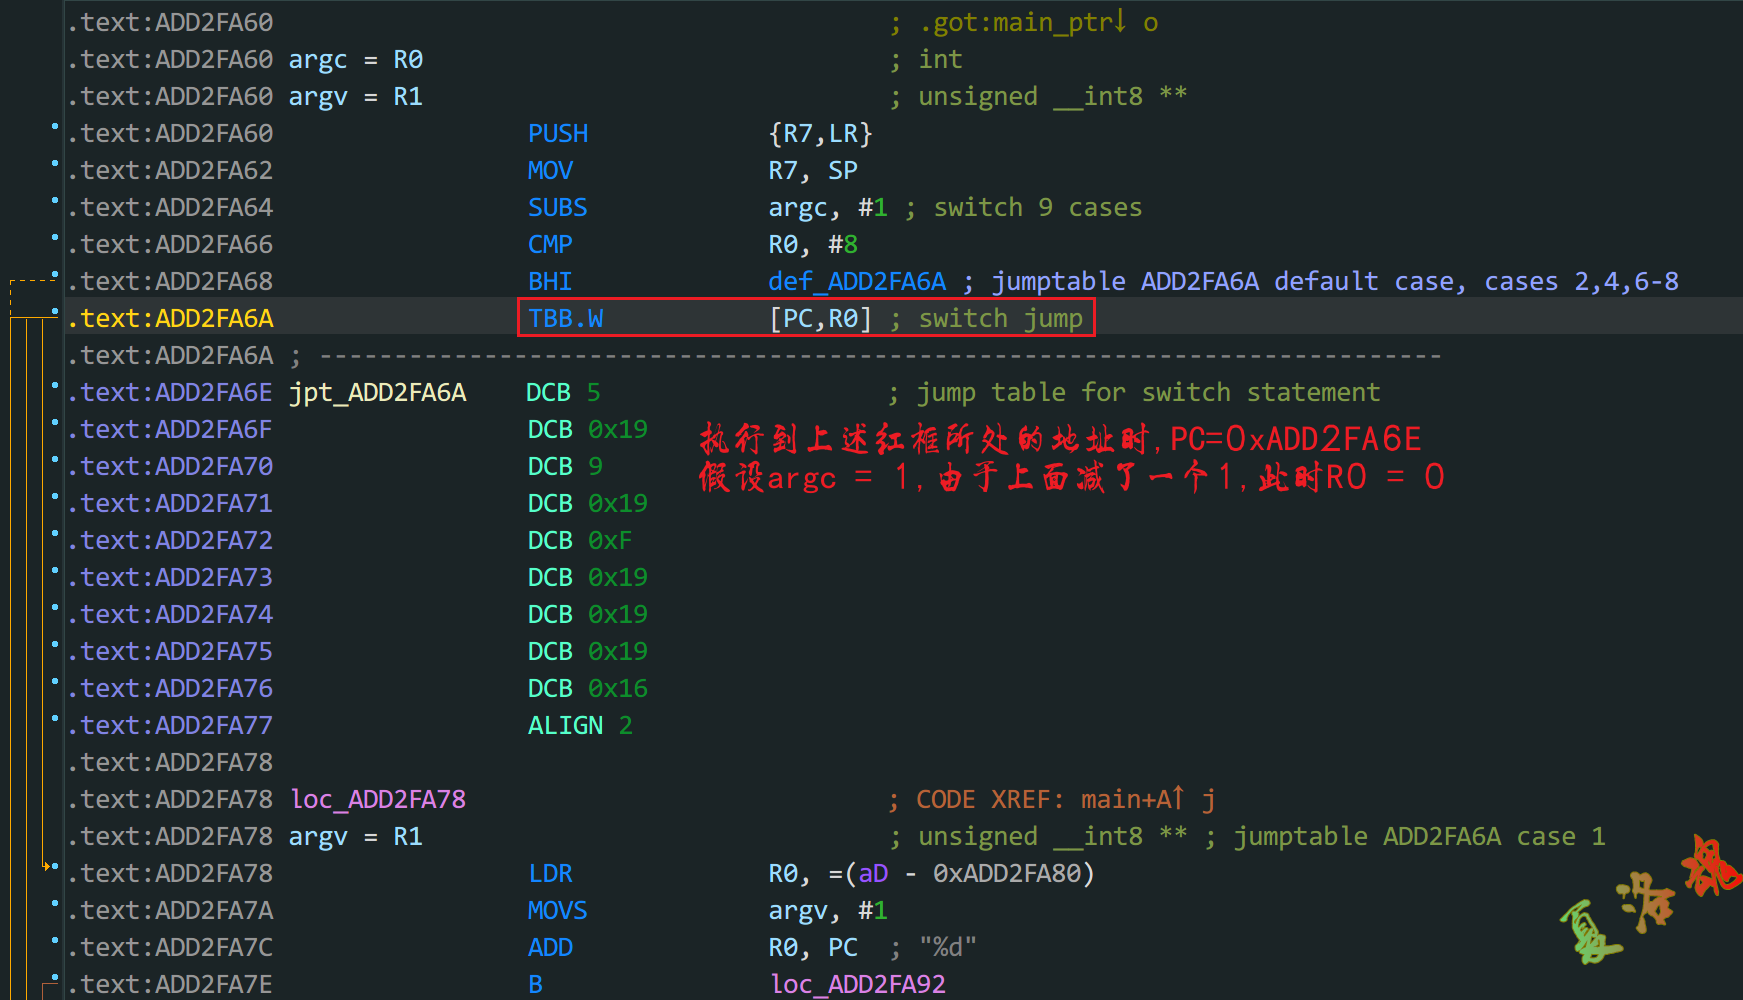 .text:ADD2FA60 ; .got:main_ptr↓ o
.text:ADD2FA60 argc = R0 ; int
.text:ADD2FA60 argv = R1 ; unsigned __int8 **
.text:ADD2FA60 PUSH {R7,LR}
.text:ADD2FA62 MOV R7, SP
.text:ADD2FA64 SUBS argc, #1 ; switch 9 cases
.text:ADD2FA66 CMP R0, #8
.text:ADD2FA68 BHI def_ADD2FA6A ; jumptable ADD2FA6A default case, cases 2,4,6-8
.text:ADD2FA6A TBB.W [PC,R0] ; switch jump
.text:ADD2FA6A ; ---------------------------------------------------------------------------
.text:ADD2FA6E jpt_ADD2FA6A DCB 5 ; jump table for switch statement
.text:ADD2FA6F DCB 0x19
执行到上述红框所处的地址时,PC=0xADD2FA6E
.text:ADD2FA70 DCB 9
假设argc = 1,由于上面减了一个1,此时R0 = 0
.text:ADD2FA71 DCB 0x19
.text:ADD2FA72 DCB 0xF
.text:ADD2FA73 DCB 0x19
.text:ADD2FA74 DCB 0x19
.text:ADD2FA75 DCB 0x19
.text:ADD2FA76 DCB 0x16
.text:ADD2FA77 ALIGN 2
.text:ADD2FA78
.text:ADD2FA78 loc_ADD2FA78 ; CODE XREF: main+A↑ j
.text:ADD2FA78 argv = R1 ; unsigned __int8 ** ; jumptable ADD2FA6A case 1
.text:ADD2FA78 LDR R0, =(aD - 0xADD2FA80)
.text:ADD2FA7A MOVS argv, #1
.text:ADD2FA7C ADD R0, PC ; "%d"
.text:ADD2FA7E B loc_ADD2FA92